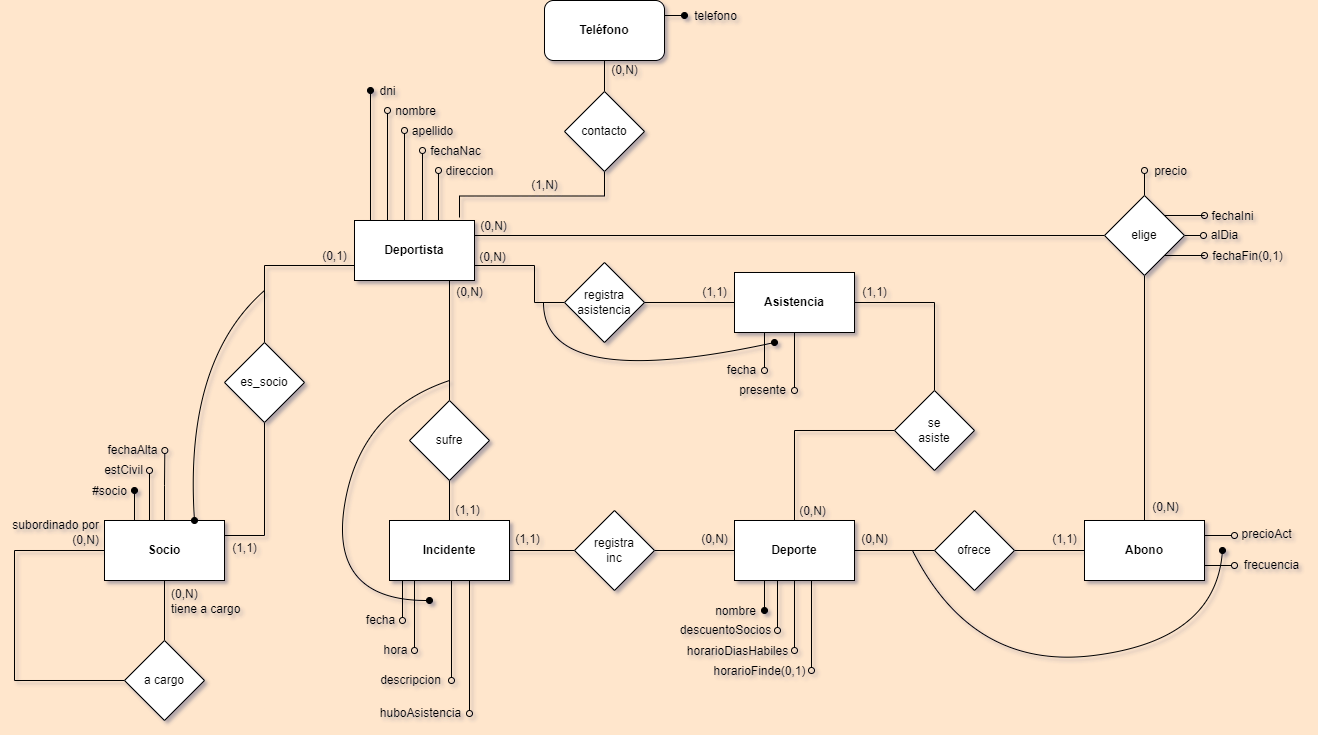 Teléfono
telefono
(0,N)
contacto
(1,N)
dni
nombre
apellido
fechaNac
direccion
Deportista
(0,N)
(0,N)
(0,N)
(0,1)
elige
precio
fechaIni
alDia
fechaFin(0,1)
registra
asistencia
(1,1)
Asistencia
(1,1)
fecha
presente
es_socio
sufre
se
asiste
fechaAlta
estCivil
#socio
subordinado por
(0,N)
Socio
(1,1)
(0,N)
tiene a cargo
a cargo
(1,1)
Incidente
(1,1)
fecha
hora
descripcion
huboAsistencia
registra
inc
(0,N)
(0,N)
Deporte
(0,N)
nombre
descuentoSocios
horarioDiasHabiles
horarioFinde(0,1)
ofrece
(1,1)
(0,N)
Abono
precioAct
frecuencia